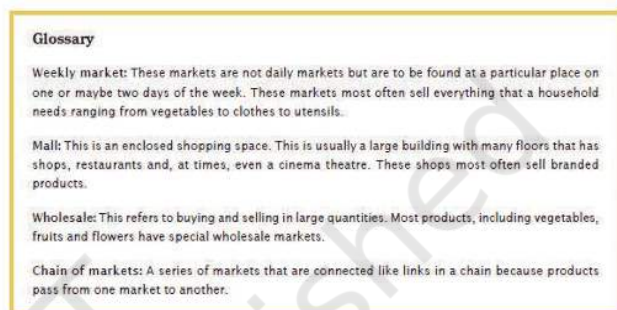 Glossary
Weekly market: These markets are not daily markets but are to be found at a particular place on
one or maybe two days of the week. These markets most often sell everything that a household
needs ranging from vegetables to clothes to utensils.
Mall: This is an enclosed shopping space. This is usually a large building with many floors that has
shops, restaurants and, at times, even a cinema theatre. These shops most often sell branded
products.
Wholesale: This refers to buying and selling in large quantities. Most products, including vegetables,
fruits and flowers have special wholesale markets.
Chain of markets: A series of markets that are connected like links in a chain because products
pass from one market to another.